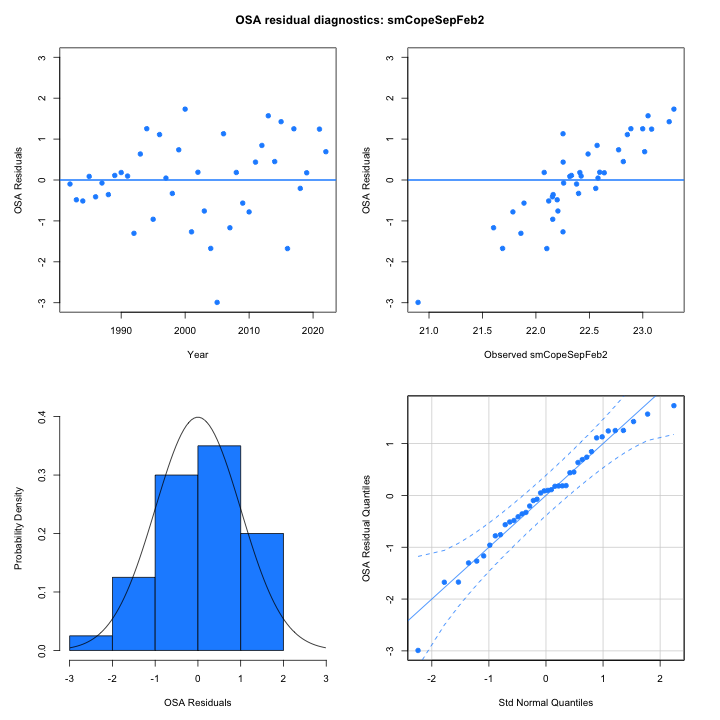 OSA residual diagnostics: smCopeSepFeb2
OSA Residuals
3
2
1
0
-1
-2
-3
1990 2000 2010 2020
Year
OSA Residuals
3
2
1
0
-1
-2
-3
21.0 21.5 22.0 22.5 23.0
Observed smCopeSepFeb2
Probability Density
0.4
0.3
0.2
0.1
0.0
-3 -2 -1 0 1 2 3
OSA Residuals
OSA Residual Quantiles
1
0
-1
-2
-3
-2 -1 0 1 2
Std Normal Quantiles